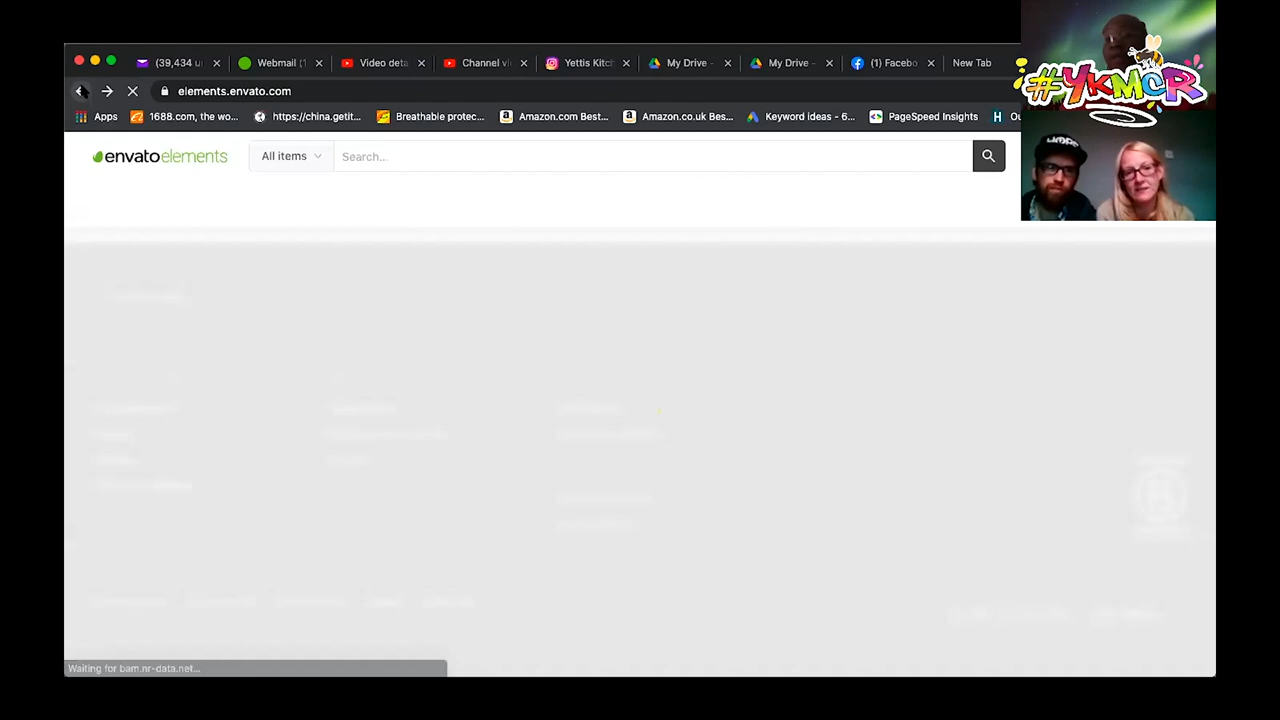 (39,434 u
Webmail (1
Video deta
Channel vi
Yettis Kitch
My Drive -
My Drive -
(1) Facebo
New Tab
elements.envato.com
Apps
1688.com, the wo...
https://china.getit...
Breathable protec...
Amazon.com Best...
Amazon.co.uk Best...
Keyword ideas - 6...
PageSpeed Insights
Ou
#YKMCR
envatoelements
All items
Search...
Waiting for bam.nr-data.net...